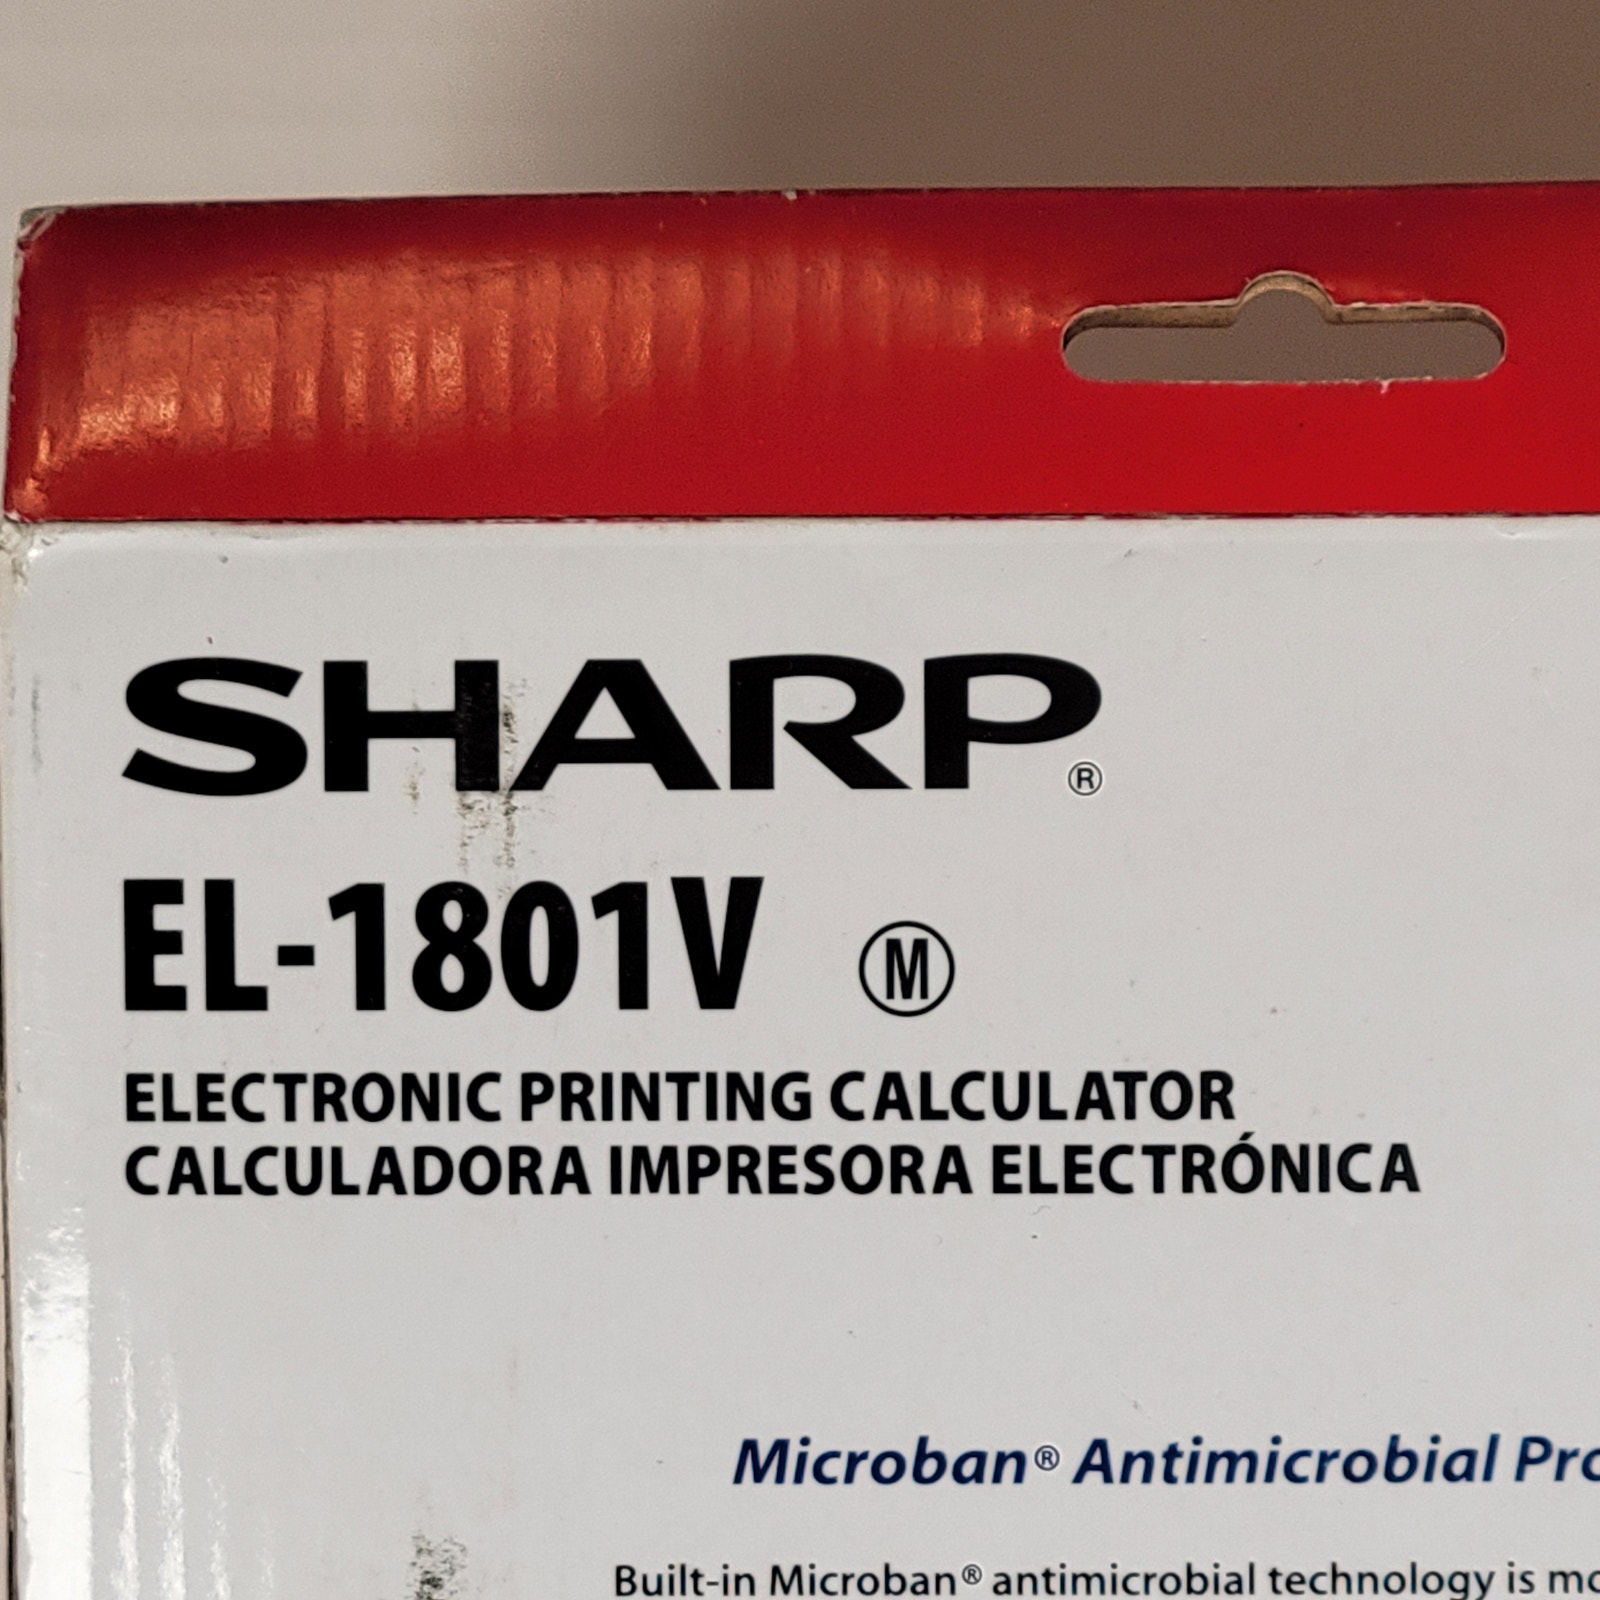 SHARP®
EL-1801V Ⓜ
ELECTRONIC PRINTING CALCULATOR
CALCULADORA IMPRESORA ELECTRÓNICA
Microban® Antimicrobial
Built-in Microban® antimicrobial technology is